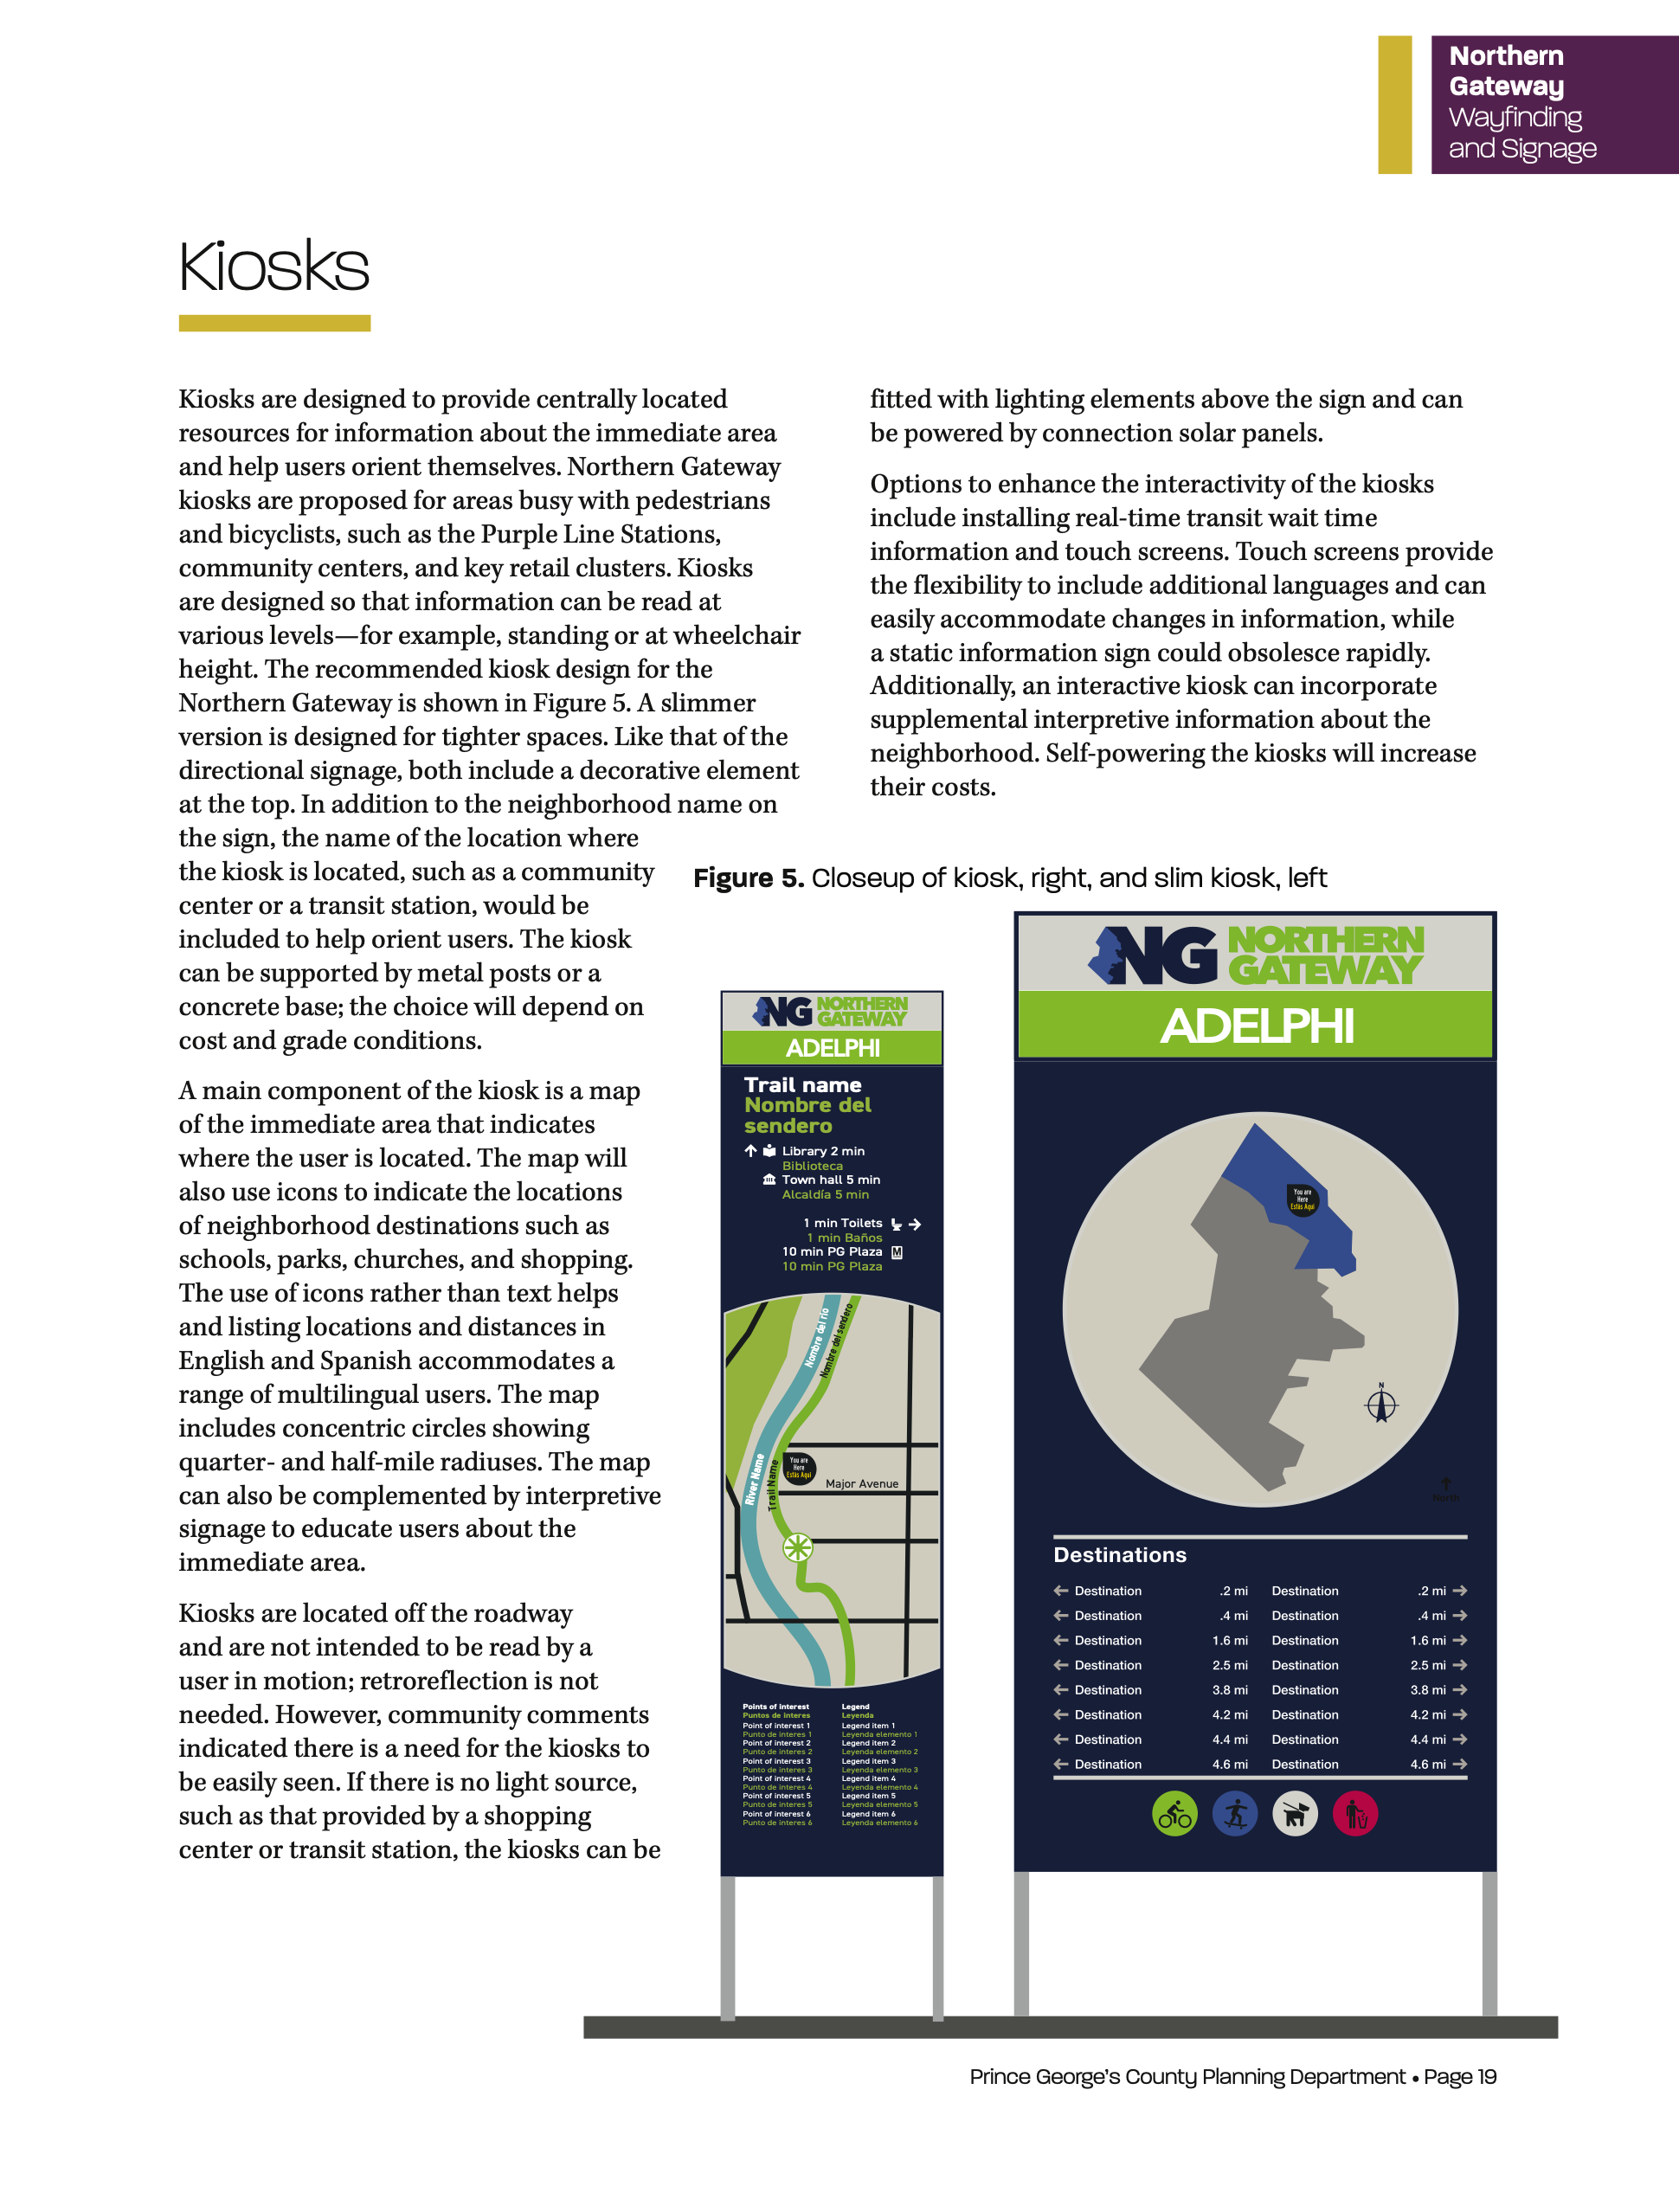 Northern
Gateway
Wayfinding
and Signage
Kiosks
Kiosks are designed to provide centrally located
resources for information about the immediate area
and help users orient themselves. Northern Gateway
kiosks are proposed for areas busy with pedestrians
and bicyclists, such as the Purple Line Stations,
community centers, and key retail clusters. Kiosks
are designed so that information can be read at
various levels—for example, standing or at wheelchair
height. The recommended kiosk design for the
Northern Gateway is shown in Figure 5. A slimmer
version is designed for tighter spaces. Like that of the
directional signage, both include a decorative element
at the top. In addition to the neighborhood name on
the sign, the name of the location where
the kiosk is located, such as a community
center or a transit station, would be
included to help orient users. The kiosk
can be supported by metal posts or a
concrete base; the choice will depend on
cost and grade conditions.
A main component of the kiosk is a map
of the immediate area that indicates
where the user is located. The map will
also use icons to indicate the locations
of neighborhood destinations such as
schools, parks, churches, and shopping.
The use of icons rather than text helps
and listing locations and distances in
English and Spanish accommodates a
range of multilingual users. The map
includes concentric circles showing
quarter- and half-mile radiuses. The map
can also be complemented by interpretive
signage to educate users about the
immediate area.
Kiosks are located off the roadway
and are not intended to be read by a
user in motion; retroreflection is not
needed. However, community comments
indicated there is a need for the kiosks to
be easily seen. If there is no light source,
such as that provided by a shopping
center or transit station, the kiosks can be
fitted with lighting elements above the sign and can
be powered by connection solar panels.
Options to enhance the interactivity of the kiosks
include installing real-time transit wait time
information and touch screens. Touch screens provide
the flexibility to include additional languages and can
easily accommodate changes in information, while
a static information sign could obsolesce rapidly.
Additionally, an interactive kiosk can incorporate
supplemental interpretive information about the
neighborhood. Self-powering the kiosks will increase
their costs.
Figure 5. Closeup of kiosk, right, and slim kiosk, left
NG NORTHERN
GATEWAY
ADELPHI
Trail name
Nombre del
sendero
Library 2 min
Biblioteca
Town hall 5 min
Alcaldía 5 min
1 min Toilets
1 min Baños
10 min PG Plaza M
10 min PG Plaza
Nombre del río
Nombre del sendero
River Name
Trail Name
You are
Here
Estás Aquí
Major Avenue
Points of interest
Puntos de interes
Point of interest 1
Punto de interes 1
Point of interest 2
Punto de interes 2
Point of interest 3
Punto de interes 3
Point of interest 4
Punto de interes 4
Point of interest 5
Punto de interes 5
Point of interest 6
Punto de interes 6
Legend
Leyenda
Legend item 1
Leyenda elemento 1
Legend item 2
Leyenda elemento 2
Legend item 3
Leyenda elemento 3
Legend item 4
Leyenda elemento 4
Legend item 5
Leyenda elemento 5
Legend item 6
Leyenda elemento 6
NG NORTHERN
GATEWAY
ADELPHI
You are
Here
Estás Aquí
N
North
Destinations
← Destination .2 mi Destination .2 mi →
← Destination .4 mi Destination .4 mi →
← Destination 1.6 mi Destination 1.6 mi →
← Destination 2.5 mi Destination 2.5 mi →
← Destination 3.8 mi Destination 3.8 mi →
← Destination 4.2 mi Destination 4.2 mi →
← Destination 4.4 mi Destination 4.4 mi →
← Destination 4.6 mi Destination 4.6 mi →
Prince George's County Planning Department • Page 19